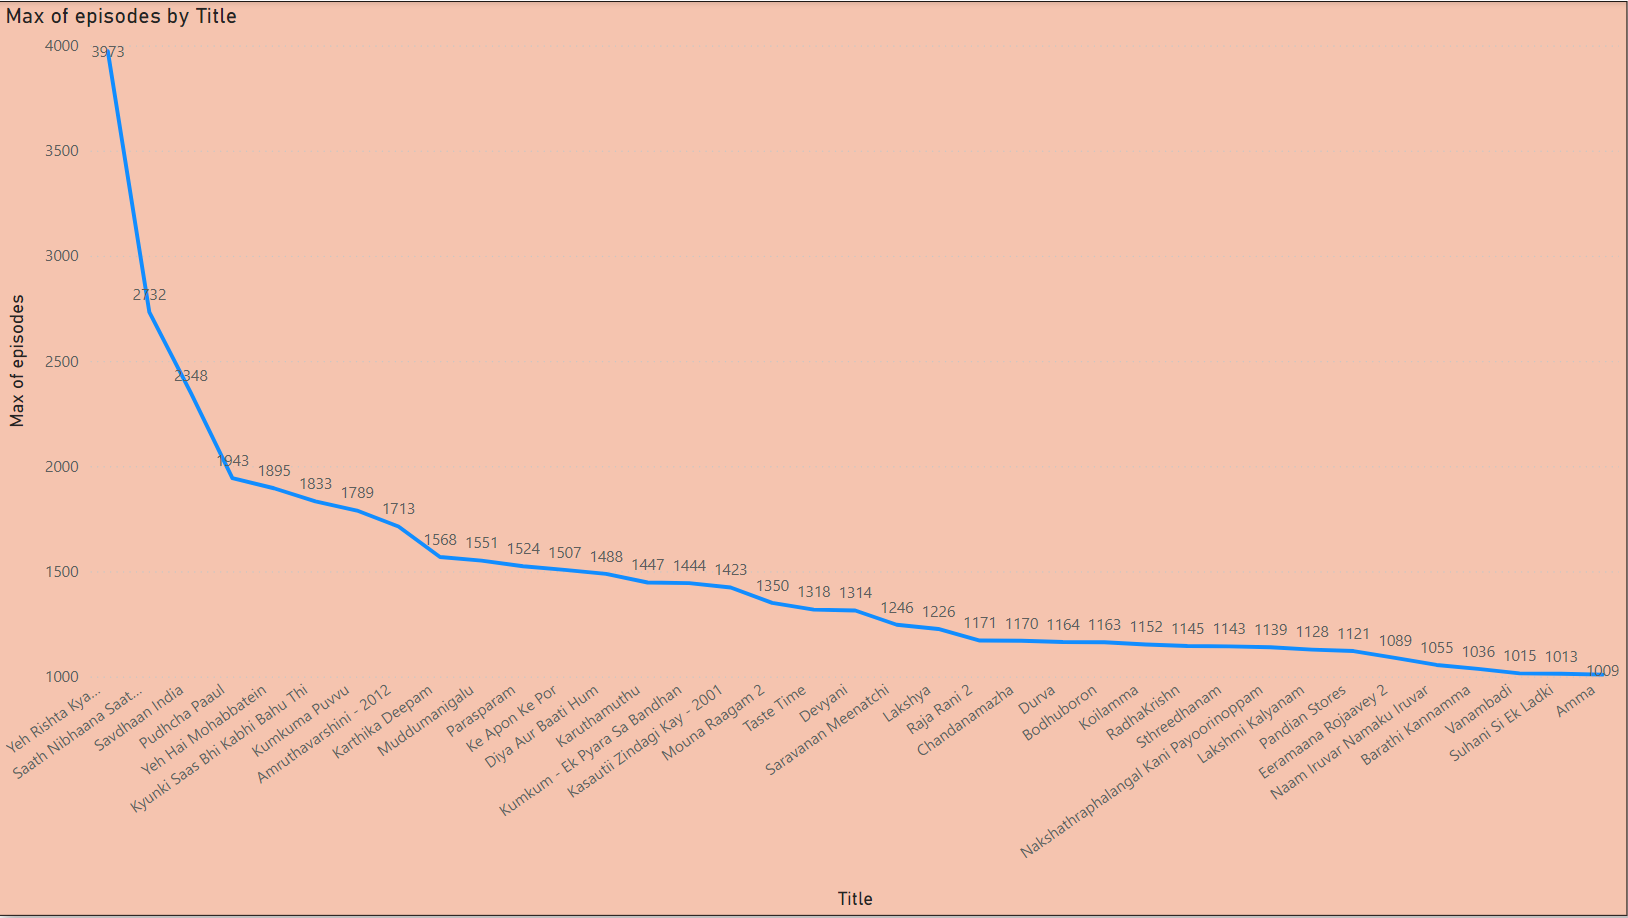 Max of episodes by Title
4000
3500
3000
2500
2000
1500
1000
Max of episodes
3973
2732
2348
1943
1895
1833
1789
1713
1568
1551
1524
1507
1488
1447
1444
1423
1350
1318
1314
1246
1226
1171
1170
1164
1163
1152
1145
1143
1139
1128
1121
1089
1055
1036
1015
1013
1009
Yeh Rishta Kya...
Saath Nibhaana Saat...
Savdhaan India
Pudhcha Paaul
Yeh Hai Mohabbatein
Kyunki Saas Bhi Kabhi Bahu Thi
Kumkuma Puvvu
Amruthavarshini - 2012
Karthika Deepam
Muddumanigalu
Parasparam
Ke Apon Ke Por
Diya Aur Baati Hum
Karuthamuthu
Kumkum - Ek Pyara Sa Bandhan
Kasautii Zindagi Kay - 2001
Mouna Raagam 2
Taste Time
Devyani
Saravanan Meenatchi
Lakshya
Raja Rani 2
Chandanamazha
Durva
Bodhuboron
Koilamma
RadhaKrishn
Sthreedhanam
Nakshathraphalangal Kani Payoorinoppam
Lakshmi Kalyanam
Pandian Stores
Eeramana Rojaavey 2
Naam Iruvar Namaku Iruvar
Barathi Kannamma
Vanambadi
Suhani Si Ek Ladki
Amma
Title